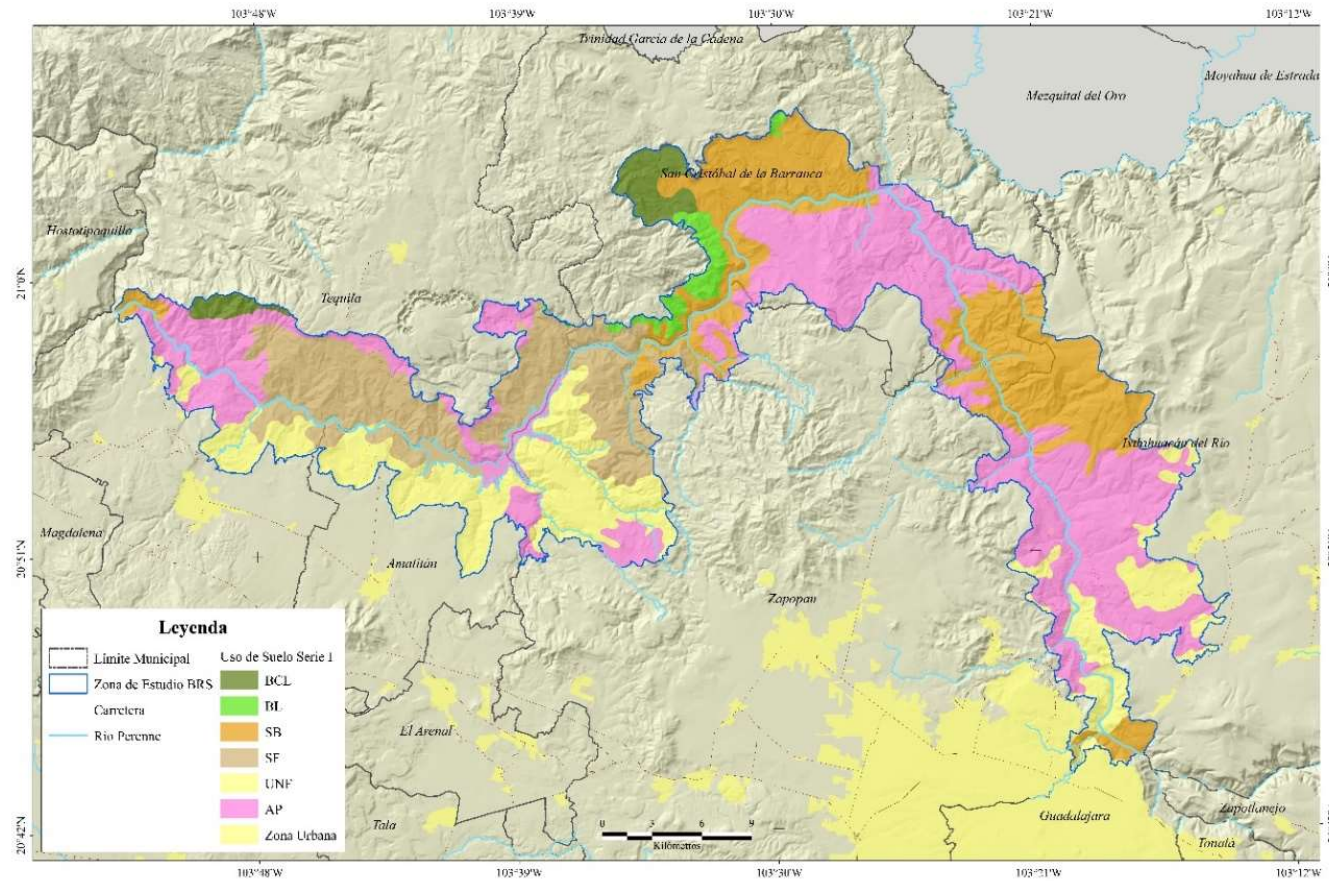 103°48'W 103°39'W 103°30'W 103°21'W 103°12'W
Trinidad García de la Cadena
Moyahua de Estrada
Mezquital del Oro
San Cristóbal de la Barranca
Hostotipaquillo
21°0'N
Tequila
Ixtlahuacán del Río
Magdalena
20°51'N
Amatitán
Zapopan
Leyenda
Límite Municipal
Zona de Estudio BRS
Carretera
Río Perenne
Uso de Suelo Serie I
BCL
BL
SB
SF
UNF
AP
Zona Urbana
El Arenal
Tala
20°42'N
0 3 6 9
Kilómetros
Guadalajara
Zapotlanejo
Tonalá
103°48'W 103°39'W 103°30'W 103°21'W 103°12'W